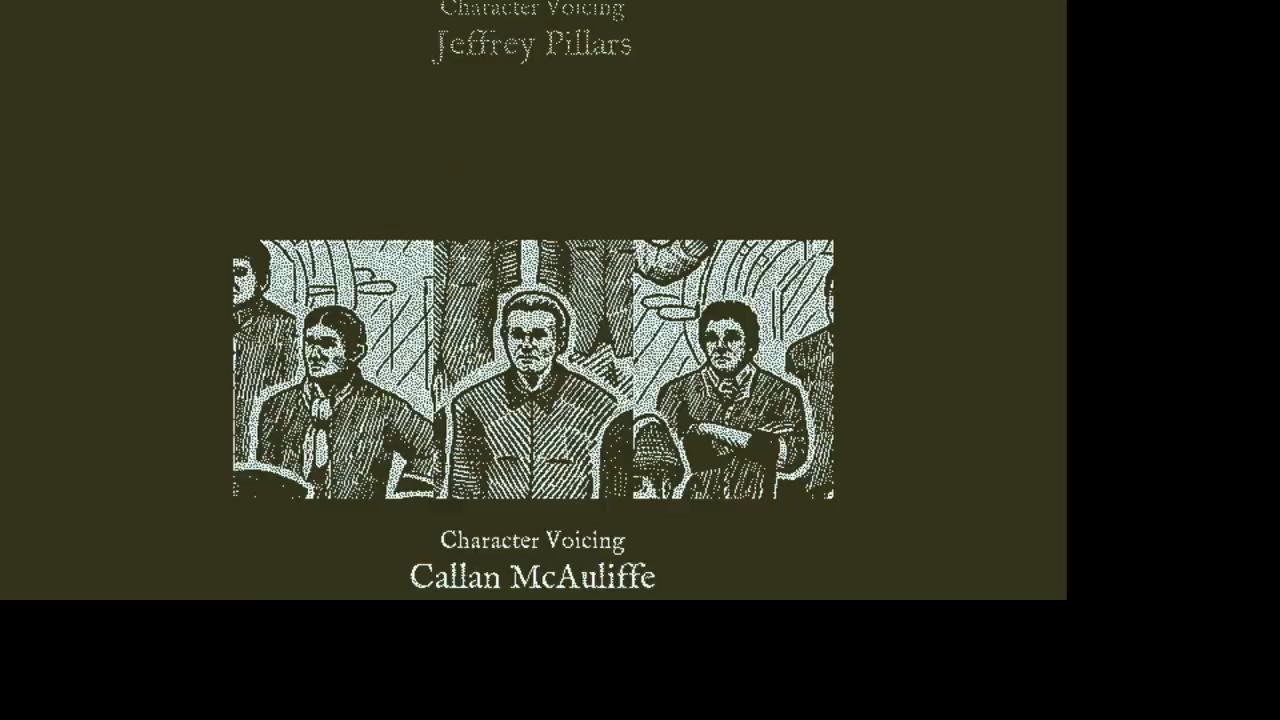 Character Voicing
Jeffrey Pillars
Character Voicing
Callan McAuliffe